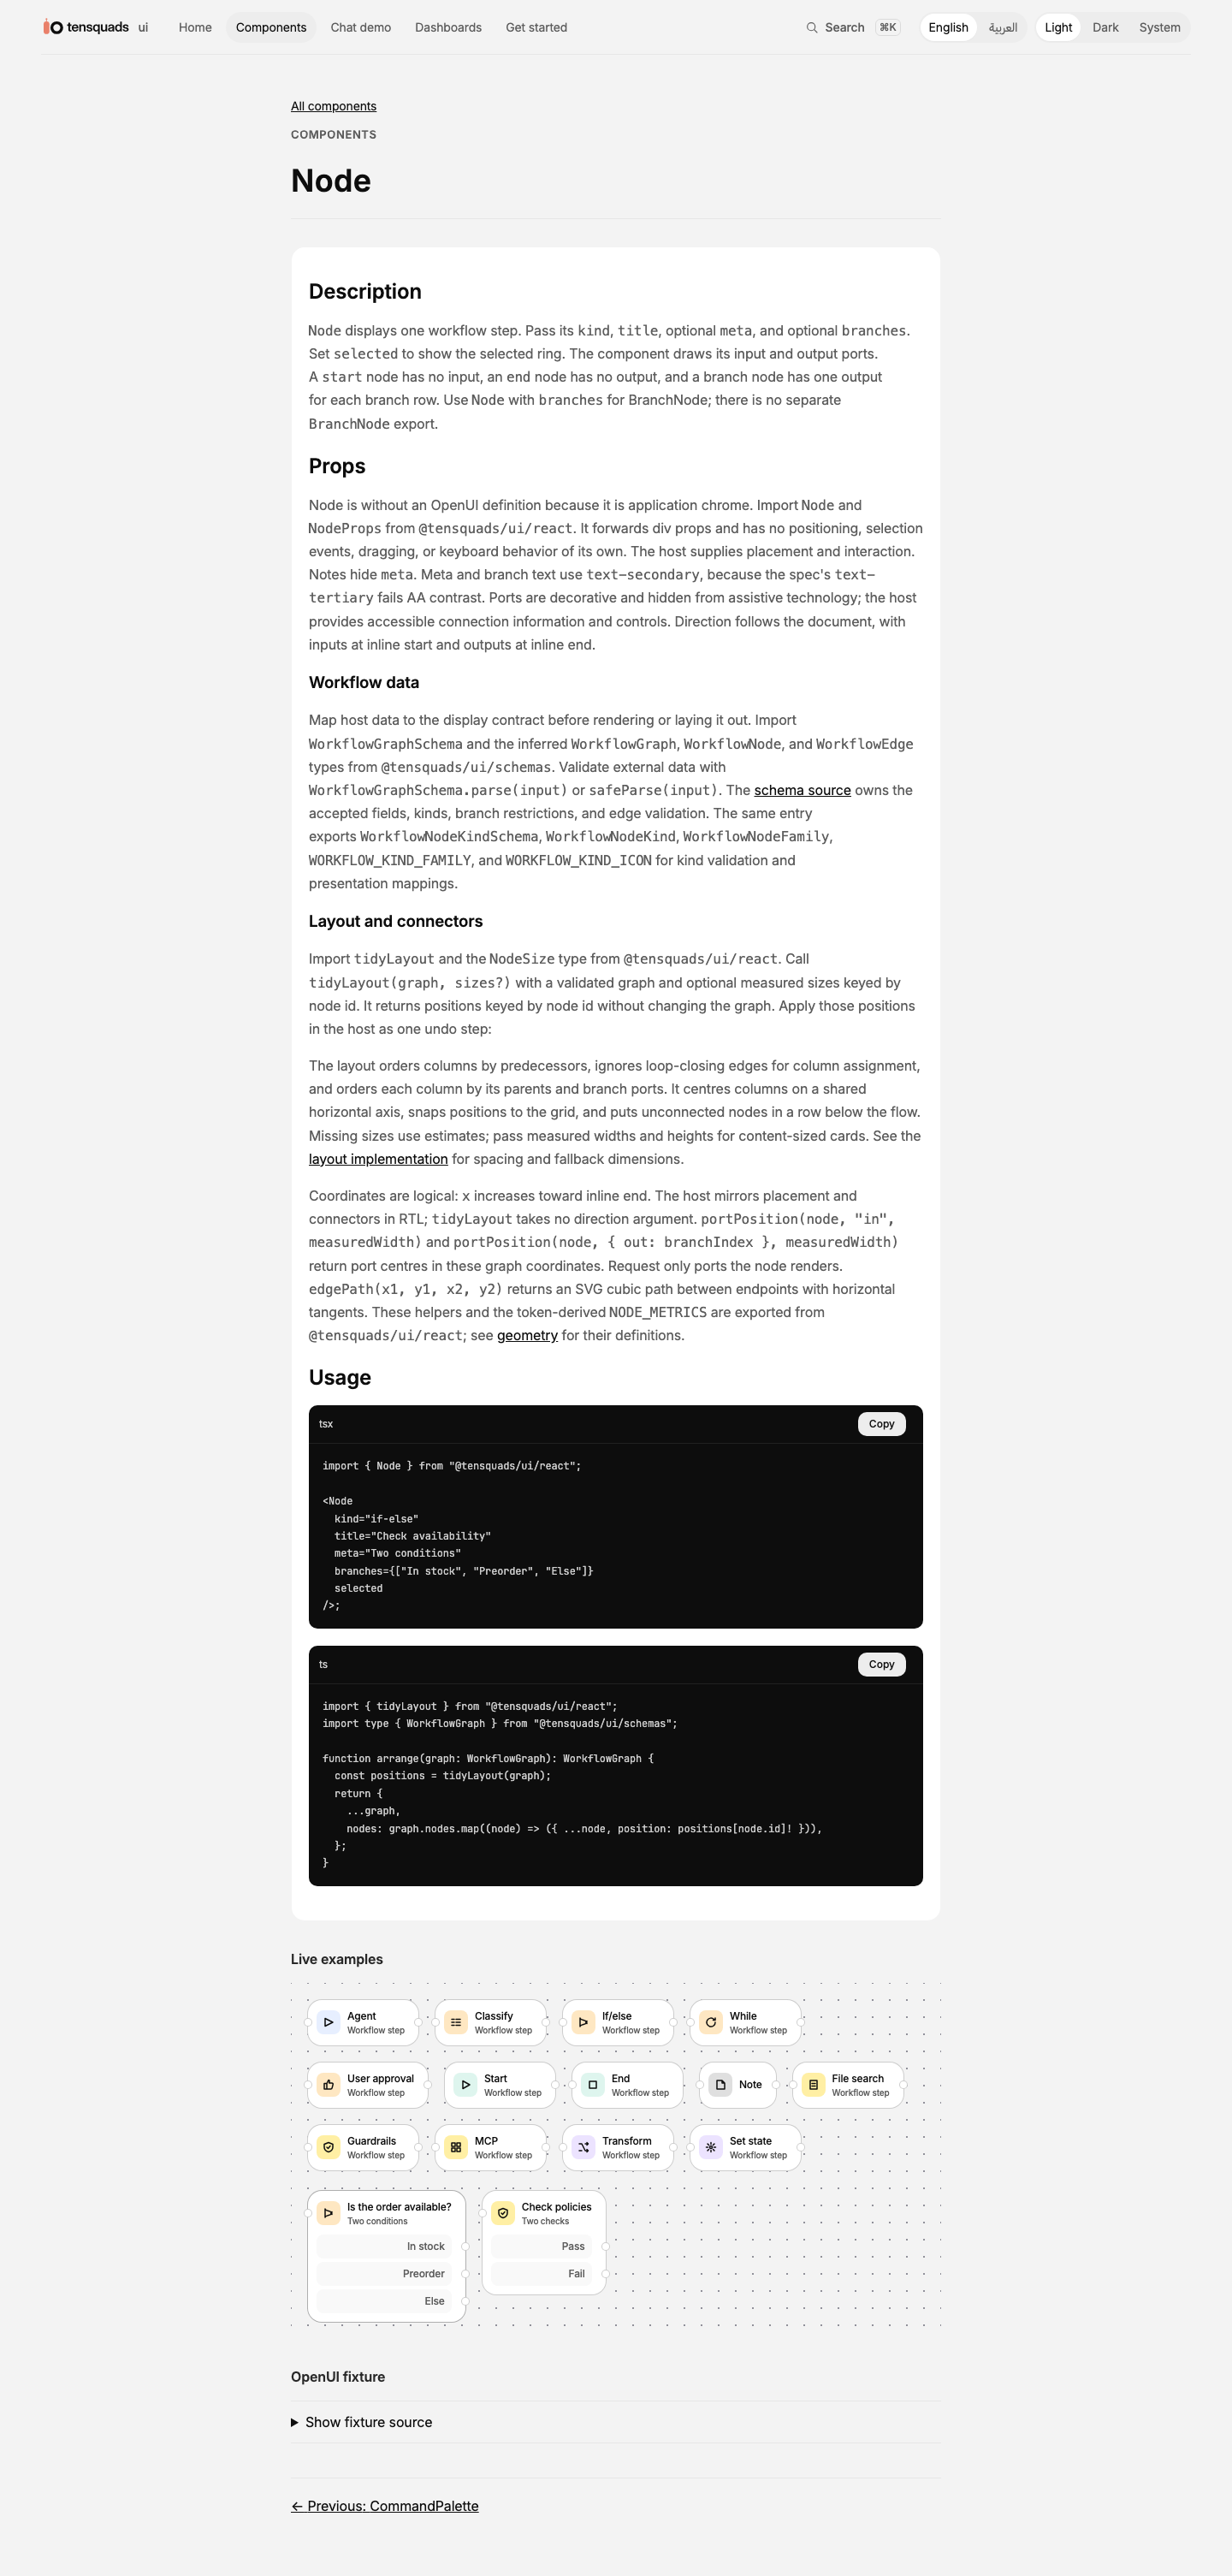 tensquads ui Home Components Chat demo Dashboards Get started Search ⌘K English العربية Light Dark System
All components
COMPONENTS
Node
Description
Node displays one workflow step. Pass its kind, title, optional meta, and optional branches.
Set selected to show the selected ring. The component draws its input and output ports.
A start node has no input, an end node has no output, and a branch node has one output
for each branch row. Use Node with branches for BranchNode; there is no separate
BranchNode export.
Props
Node is without an OpenUI definition because it is application chrome. Import Node and
NodeProps from @tensquads/ui/react. It forwards div props and has no positioning, selection
events, dragging, or keyboard behavior of its own. The host supplies placement and interaction.
Notes hide meta. Meta and branch text use text-secondary, because the spec's text-
tertiary fails AA contrast. Ports are decorative and hidden from assistive technology; the host
provides accessible connection information and controls. Direction follows the document, with
inputs at inline start and outputs at inline end.
Workflow data
Map host data to the display contract before rendering or laying it out. Import
WorkflowGraphSchema and the inferred WorkflowGraph, WorkflowNode, and WorkflowEdge
types from @tensquads/ui/schemas. Validate external data with
WorkflowGraphSchema.parse(input) or safeParse(input). The schema source owns the
accepted fields, kinds, branch restrictions, and edge validation. The same entry
exports WorkflowNodeKindSchema, WorkflowNodeKind, WorkflowNodeFamily,
WORKFLOW_KIND_FAMILY, and WORKFLOW_KIND_ICON for kind validation and
presentation mappings.
Layout and connectors
Import tidyLayout and the NodeSize type from @tensquads/ui/react. Call
tidyLayout(graph, sizes?) with a validated graph and optional measured sizes keyed by
node id. It returns positions keyed by node id without changing the graph. Apply those positions
in the host as one undo step:
The layout orders columns by predecessors, ignores loop-closing edges for column assignment,
and orders each column by its parents and branch ports. It centres columns on a shared
horizontal axis, snaps positions to the grid, and puts unconnected nodes in a row below the flow.
Missing sizes use estimates; pass measured widths and heights for content-sized cards. See the
layout implementation for spacing and fallback dimensions.
Coordinates are logical: x increases toward inline end. The host mirrors placement and
connectors in RTL; tidyLayout takes no direction argument. portPosition(node, "in",
measuredWidth) and portPosition(node, { out: branchIndex }, measuredWidth)
return port centres in these graph coordinates. Request only ports the node renders.
edgePath(x1, y1, x2, y2) returns an SVG cubic path between endpoints with horizontal
tangents. These helpers and the token-derived NODE_METRICS are exported from
@tensquads/ui/react; see geometry for their definitions.
Usage
tsx Copy
import { Node } from "@tensquads/ui/react";
<Node
kind="if-else"
title="Check availability"
meta="Two conditions"
branches={["In stock", "Preorder", "Else"]}
selected
/>;
ts Copy
import { tidyLayout } from "@tensquads/ui/react";
import type { WorkflowGraph } from "@tensquads/ui/schemas";
function arrange(graph: WorkflowGraph): WorkflowGraph {
const positions = tidyLayout(graph);
return {
...graph,
nodes: graph.nodes.map((node) => ({ ...node, position: positions[node.id]! })),
};
}
Live examples
Agent Classify If/else While
Workflow step Workflow step Workflow step Workflow step
User approval Start End Note File search
Workflow step Workflow step Workflow step Workflow step
Guardrails MCP Transform Set state
Workflow step Workflow step Workflow step Workflow step
Is the order available? Check policies
Two conditions Two checks
In stock Pass
Preorder Fail
Else
OpenUI fixture
▶ Show fixture source
← Previous: CommandPalette